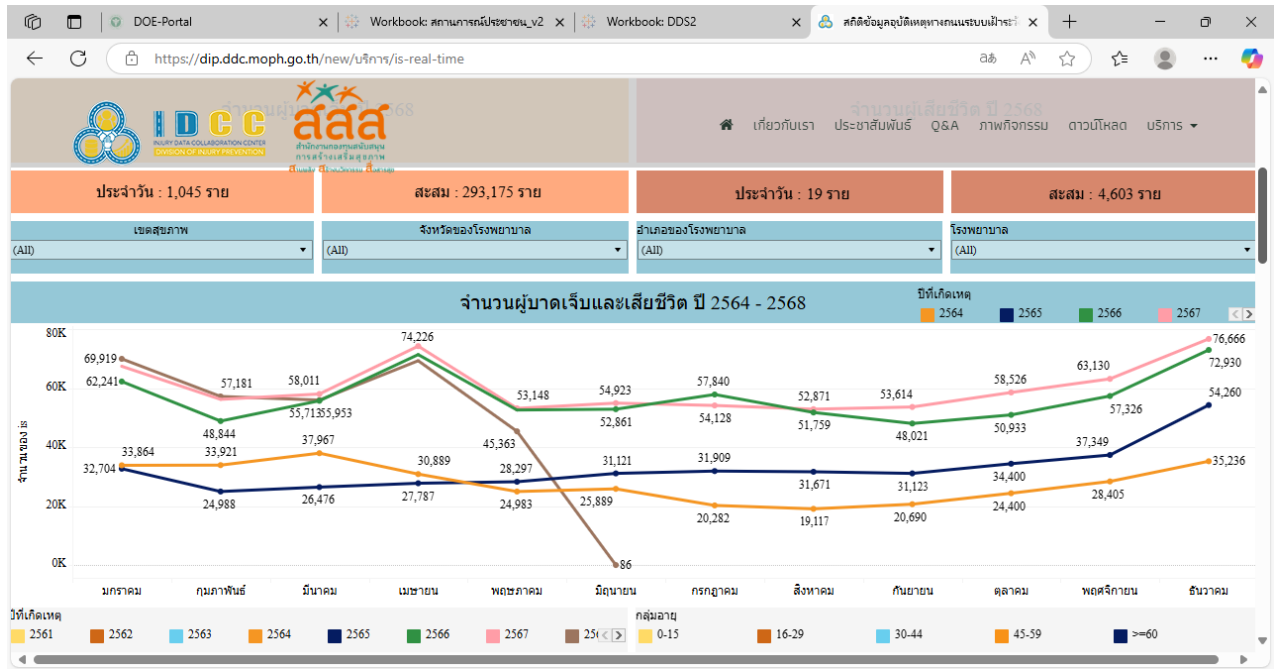 DOE-Portal
Workbook: สถานการณ์ประชาชน_v2
Workbook: DDS2
สถิติข้อมูลอุบัติเหตุทางถนนระบบเฝ้าระวัง
https://dip.ddc.moph.go.th/new/บริการ/is-real-time
2568
จำนวนผู้เสียชีวิต ปี 2568
IDCC
INJURY DATA COLLABORATION CENTER
DIVISION OF INJURY PREVENTION
สสส
สำนักงานกองทุนสนับสนุน
การสร้างเสริมสุขภาพ
เกี่ยวกับเรา ประชาสัมพันธ์ Q&A ภาพกิจกรรม ดาวน์โหลด บริการ
ประจำวัน : 1,045 ราย สะสม : 293,175 ราย ประจำวัน : 19 ราย สะสม : 4,603 ราย
เขตสุขภาพ จังหวัดของโรงพยาบาล อำเภอของโรงพยาบาล โรงพยาบาล
(All) (All) (All) (All)
จำนวนผู้บาดเจ็บและเสียชีวิต ปี 2564 - 2568
ปีที่เกิดเหตุ
2564 2565 2566 2567
80K
60K
40K
20K
0K
จำนวนของ is
69,919 57,181 58,011 74,226 53,148 54,923 57,840 52,871 53,614 58,526 63,130 76,666
62,241 48,844 55,713 55,953 45,363 52,861 54,128 51,759 48,021 50,933 57,326 72,930
33,864 33,921 37,967 30,889 28,297 31,121 31,909 31,671 31,123 34,400 37,349 54,260
32,704 24,988 26,476 27,787 24,983 25,889 20,282 19,117 20,690 24,400 28,405 35,236
86
มกราคม กุมภาพันธ์ มีนาคม เมษายน พฤษภาคม มิถุนายน กรกฎาคม สิงหาคม กันยายน ตุลาคม พฤศจิกายน ธันวาคม
ปีที่เกิดเหตุ
2561 2562 2563 2564 2565 2566 2567
กลุ่มอายุ
0-15 16-29 30-44 45-59 >=60